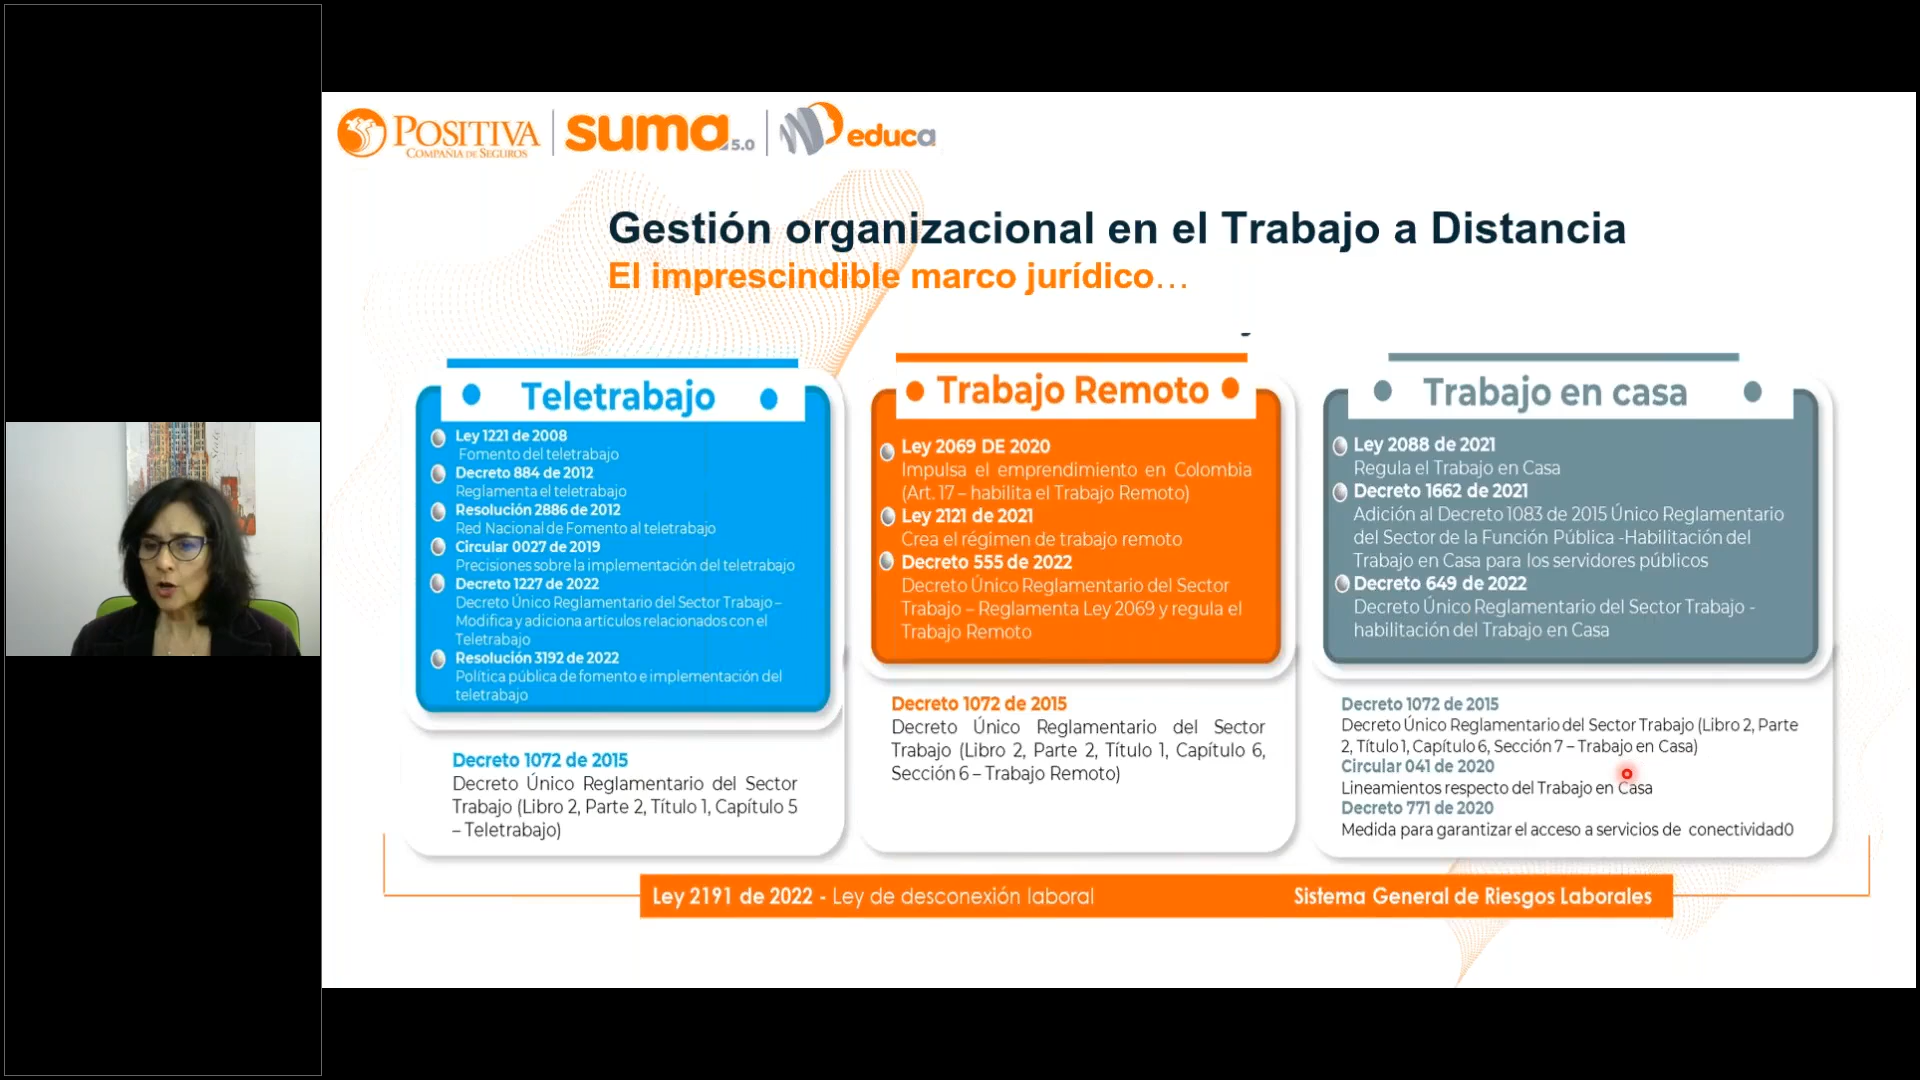 POSITIVA
COMPAÑIA DE SEGUROS
suma 5.0
educa
Gestión organizacional en el Trabajo a Distancia
El imprescindible marco jurídico…
Teletrabajo
Ley 1221 de 2008
Fomento del teletrabajo
Decreto 884 de 2012
Reglamenta el teletrabajo
Resolución 2886 de 2012
Red Nacional de Fomento al teletrabajo
Circular 0027 de 2019
Precisiones sobre la implementación del teletrabajo
Decreto 1227 de 2022
Decreto Único Reglamentario del Sector Trabajo –
Modifica y adiciona artículos relacionados con el
Teletrabajo
Resolución 3192 de 2022
Política pública de fomento e implementación del
teletrabajo
Decreto 1072 de 2015
Decreto Único Reglamentario del Sector
Trabajo (Libro 2, Parte 2, Título 1, Capítulo 5
– Teletrabajo)
Trabajo Remoto
Ley 2069 DE 2020
Impulsa el emprendimiento en Colombia
(Art. 17 – habilita el Trabajo Remoto)
Ley 2121 de 2021
Crea el régimen de trabajo remoto
Decreto 555 de 2022
Decreto Único Reglamentario del Sector
Trabajo – Reglamenta Ley 2069 y regula el
Trabajo Remoto
Decreto 1072 de 2015
Decreto Único Reglamentario del Sector
Trabajo (Libro 2, Parte 2, Título 1, Capítulo 6,
Sección 6 – Trabajo Remoto)
Trabajo en casa
Ley 2088 de 2021
Regula el Trabajo en Casa
Decreto 1662 de 2021
Adición al Decreto 1083 de 2015 Único Reglamentario
del Sector de la Función Pública -Habilitación del
Trabajo en Casa para los servidores públicos
Decreto 649 de 2022
Decreto Único Reglamentario del Sector Trabajo -
habilitación del Trabajo en Casa
Decreto 1072 de 2015
Decreto Único Reglamentario del Sector Trabajo (Libro 2, Parte
2, Título 1, Capítulo 6, Sección 7 – Trabajo en Casa)
Circular 041 de 2020
Lineamientos respecto del Trabajo en Casa
Decreto 771 de 2020
Medida para garantizar el acceso a servicios de conectividad0
Ley 2191 de 2022 - Ley de desconexión laboral
Sistema General de Riesgos Laborales